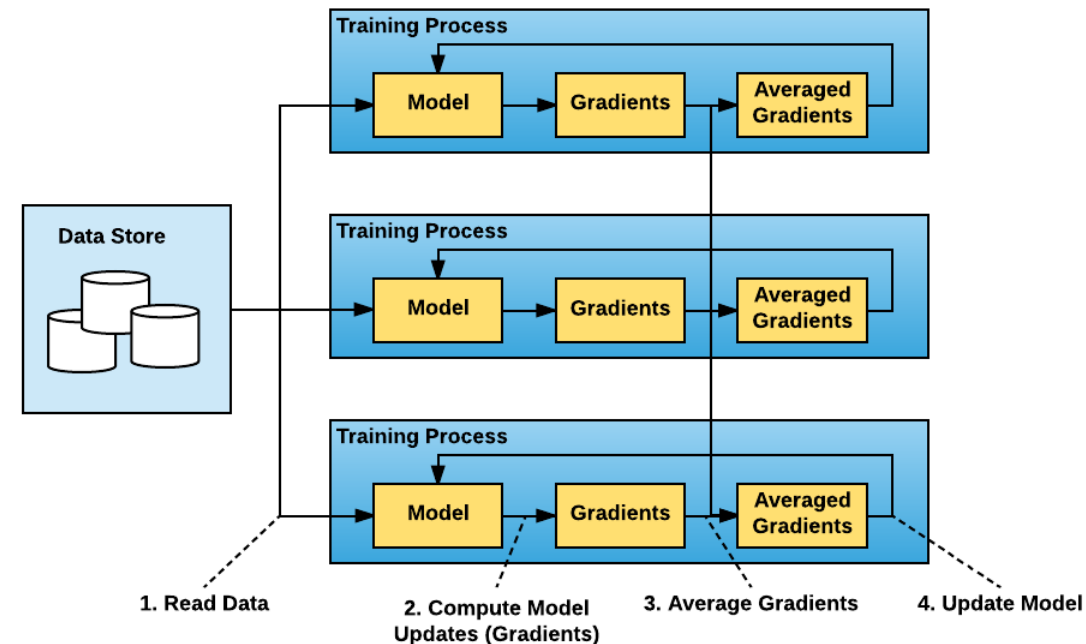 Training Process
Model
Gradients
Averaged
Gradients
Data Store
Training Process
Model
Gradients
Averaged
Gradients
Training Process
Model
Gradients
Averaged
Gradients
1. Read Data
2. Compute Model
Updates (Gradients)
3. Average Gradients
4. Update Model